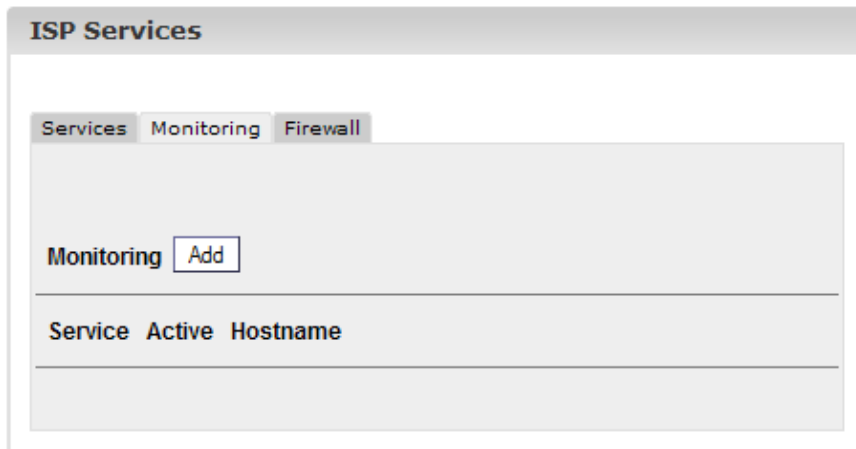 ISP Services
Services Monitoring Firewall
Monitoring Add
Service Active Hostname